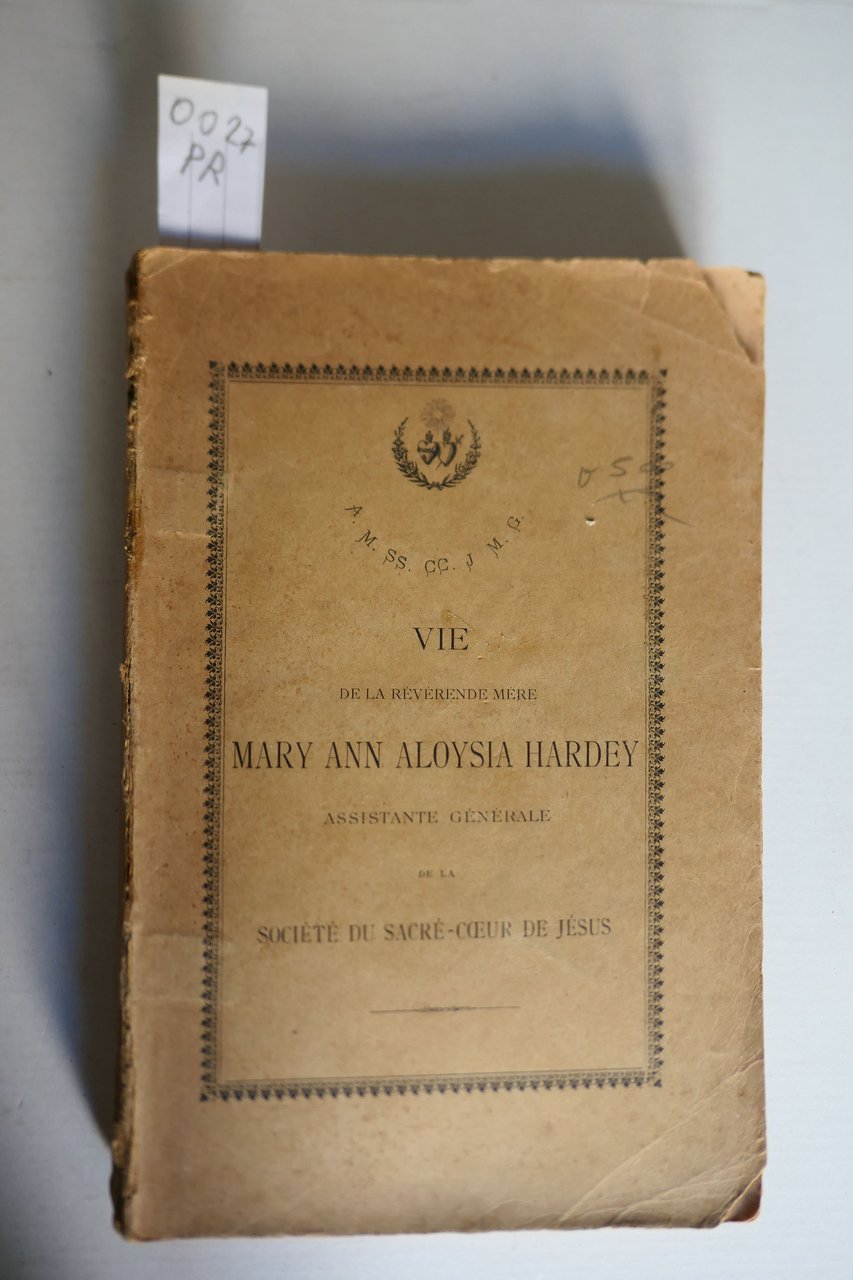 0027
PR
A. M. SS. CC. J M. G.
VIE
DE LA RÉVÉRENDE MÈRE
MARY ANN ALOYSIA HARDEY
ASSISTANTE GÉNÉRALE
DE LA
SOCIÉTÉ DU SACRÉ-CŒUR DE JÉSUS